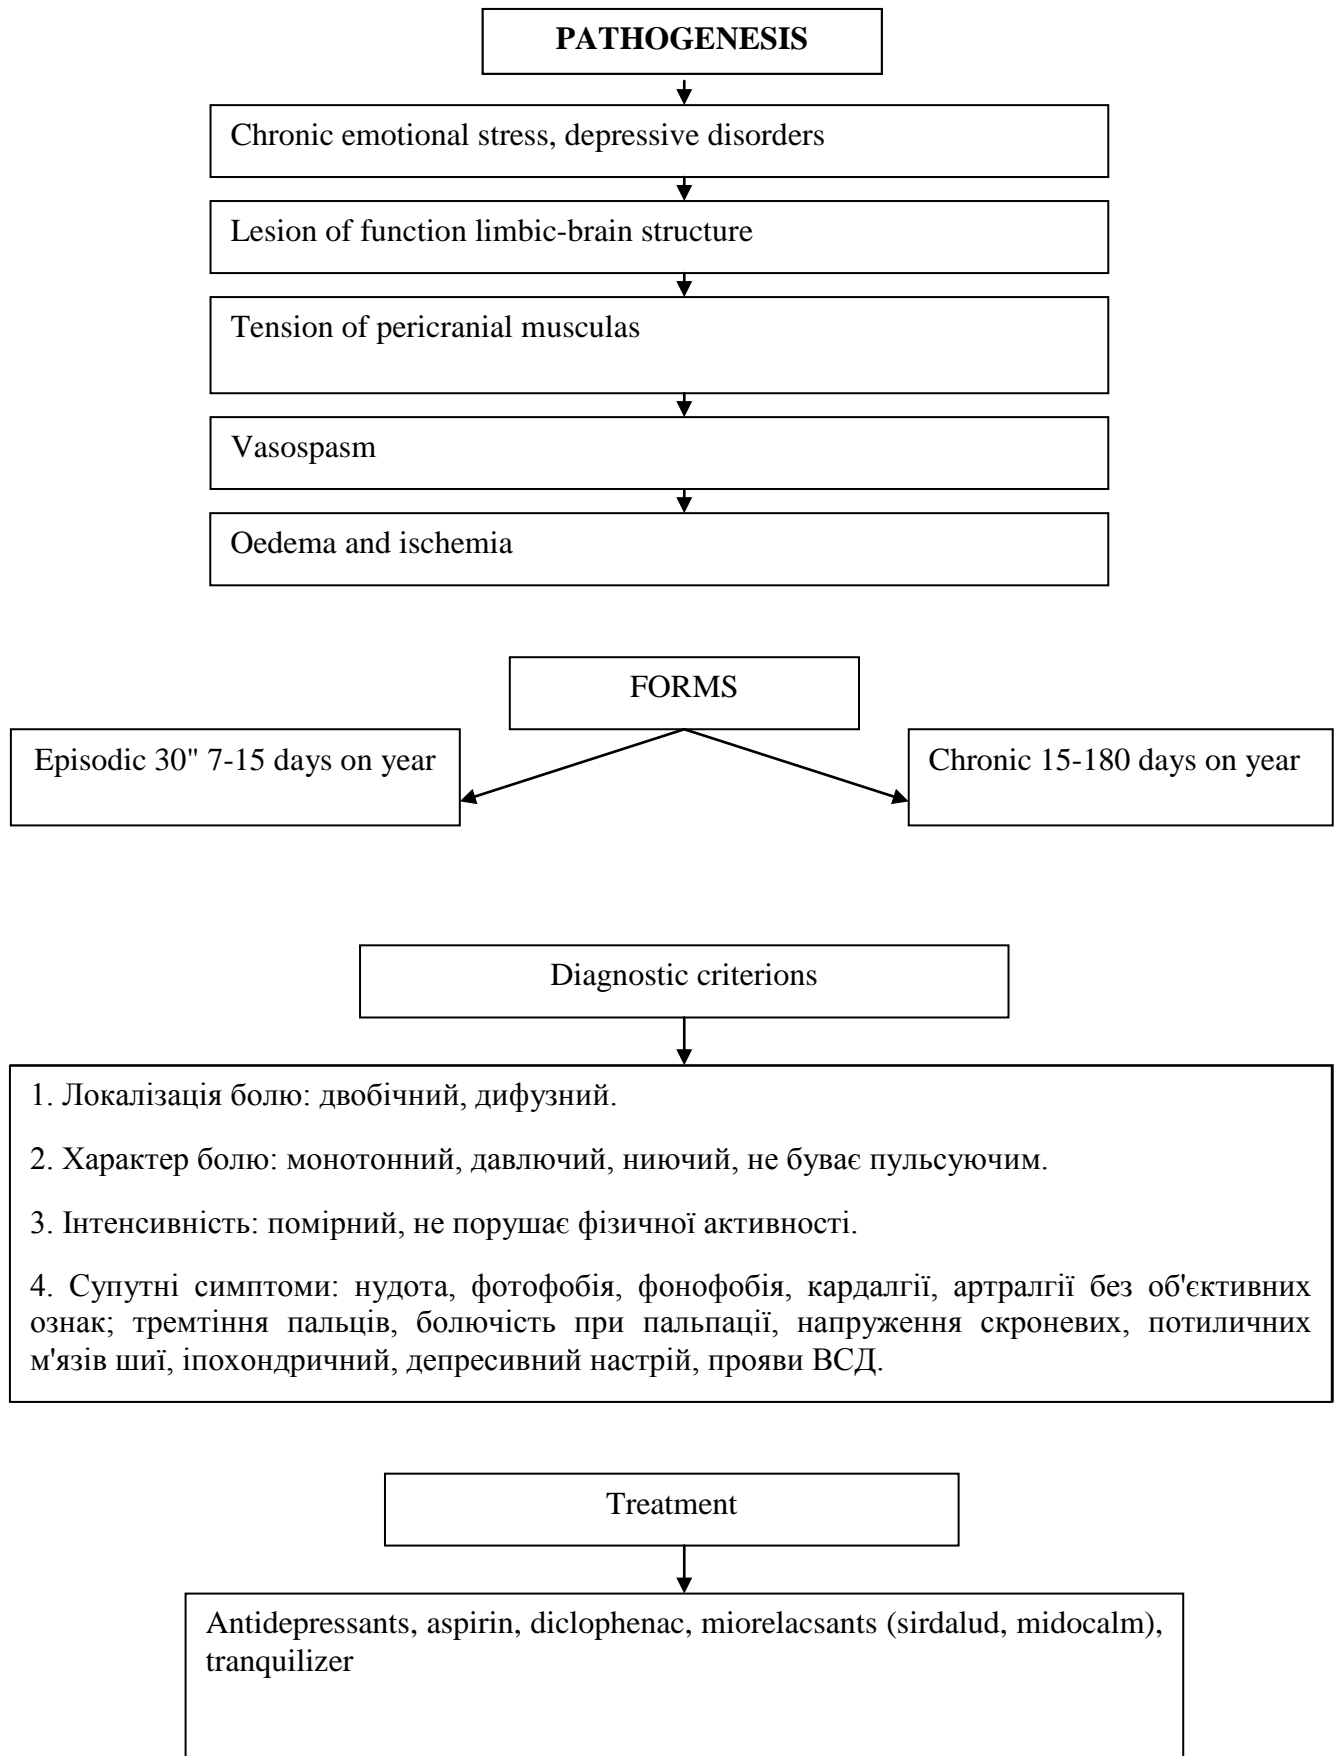 PATHOGENESIS
Chronic emotional stress, depressive disorders
Lesion of function limbic-brain structure
Tension of pericranial musculas
Vasospasm
Oedema and ischemia
FORMS
Episodic 30" 7-15 days on year
Chronic 15-180 days on year
Diagnostic criterions
1. Локалізація болю: двобічний, дифузний.
2. Характер болю: монотонний, давлючий, ниючий, не буває пульсуючим.
3. Інтенсивність: помірний, не порушає фізичної активності.
4. Супутні симптоми: нудота, фотофобія, фонофобія, кардалгії, артралгії без об'єктивних
ознак; тремтіння пальців, болючість при пальпації, напруження скроневих, потиличних
м'язів шиї, іпохондричний, депресивний настрій, прояви ВСД.
Treatment
Antidepressants, aspirin, diclophenac, miorelacsants (sirdalud, midocalm),
tranquilizer